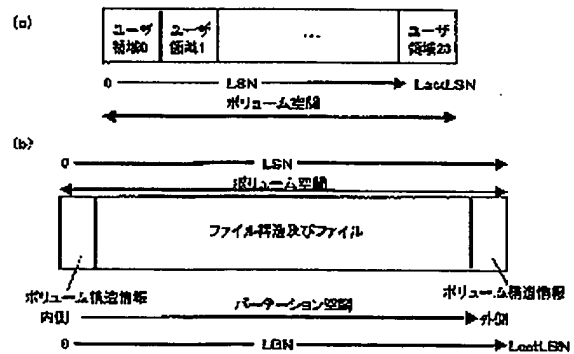 (a)
ユーザ領域0 ユーザ領域1 … ユーザ領域23
0 LSN LastLSN
ボリューム空間
(b)
0 LSN
ボリューム空間
ファイル構造及びファイル
ボリューム構造情報 ボリューム構造情報
内側 パーテーション空間 外側
0 LBN LastLBN